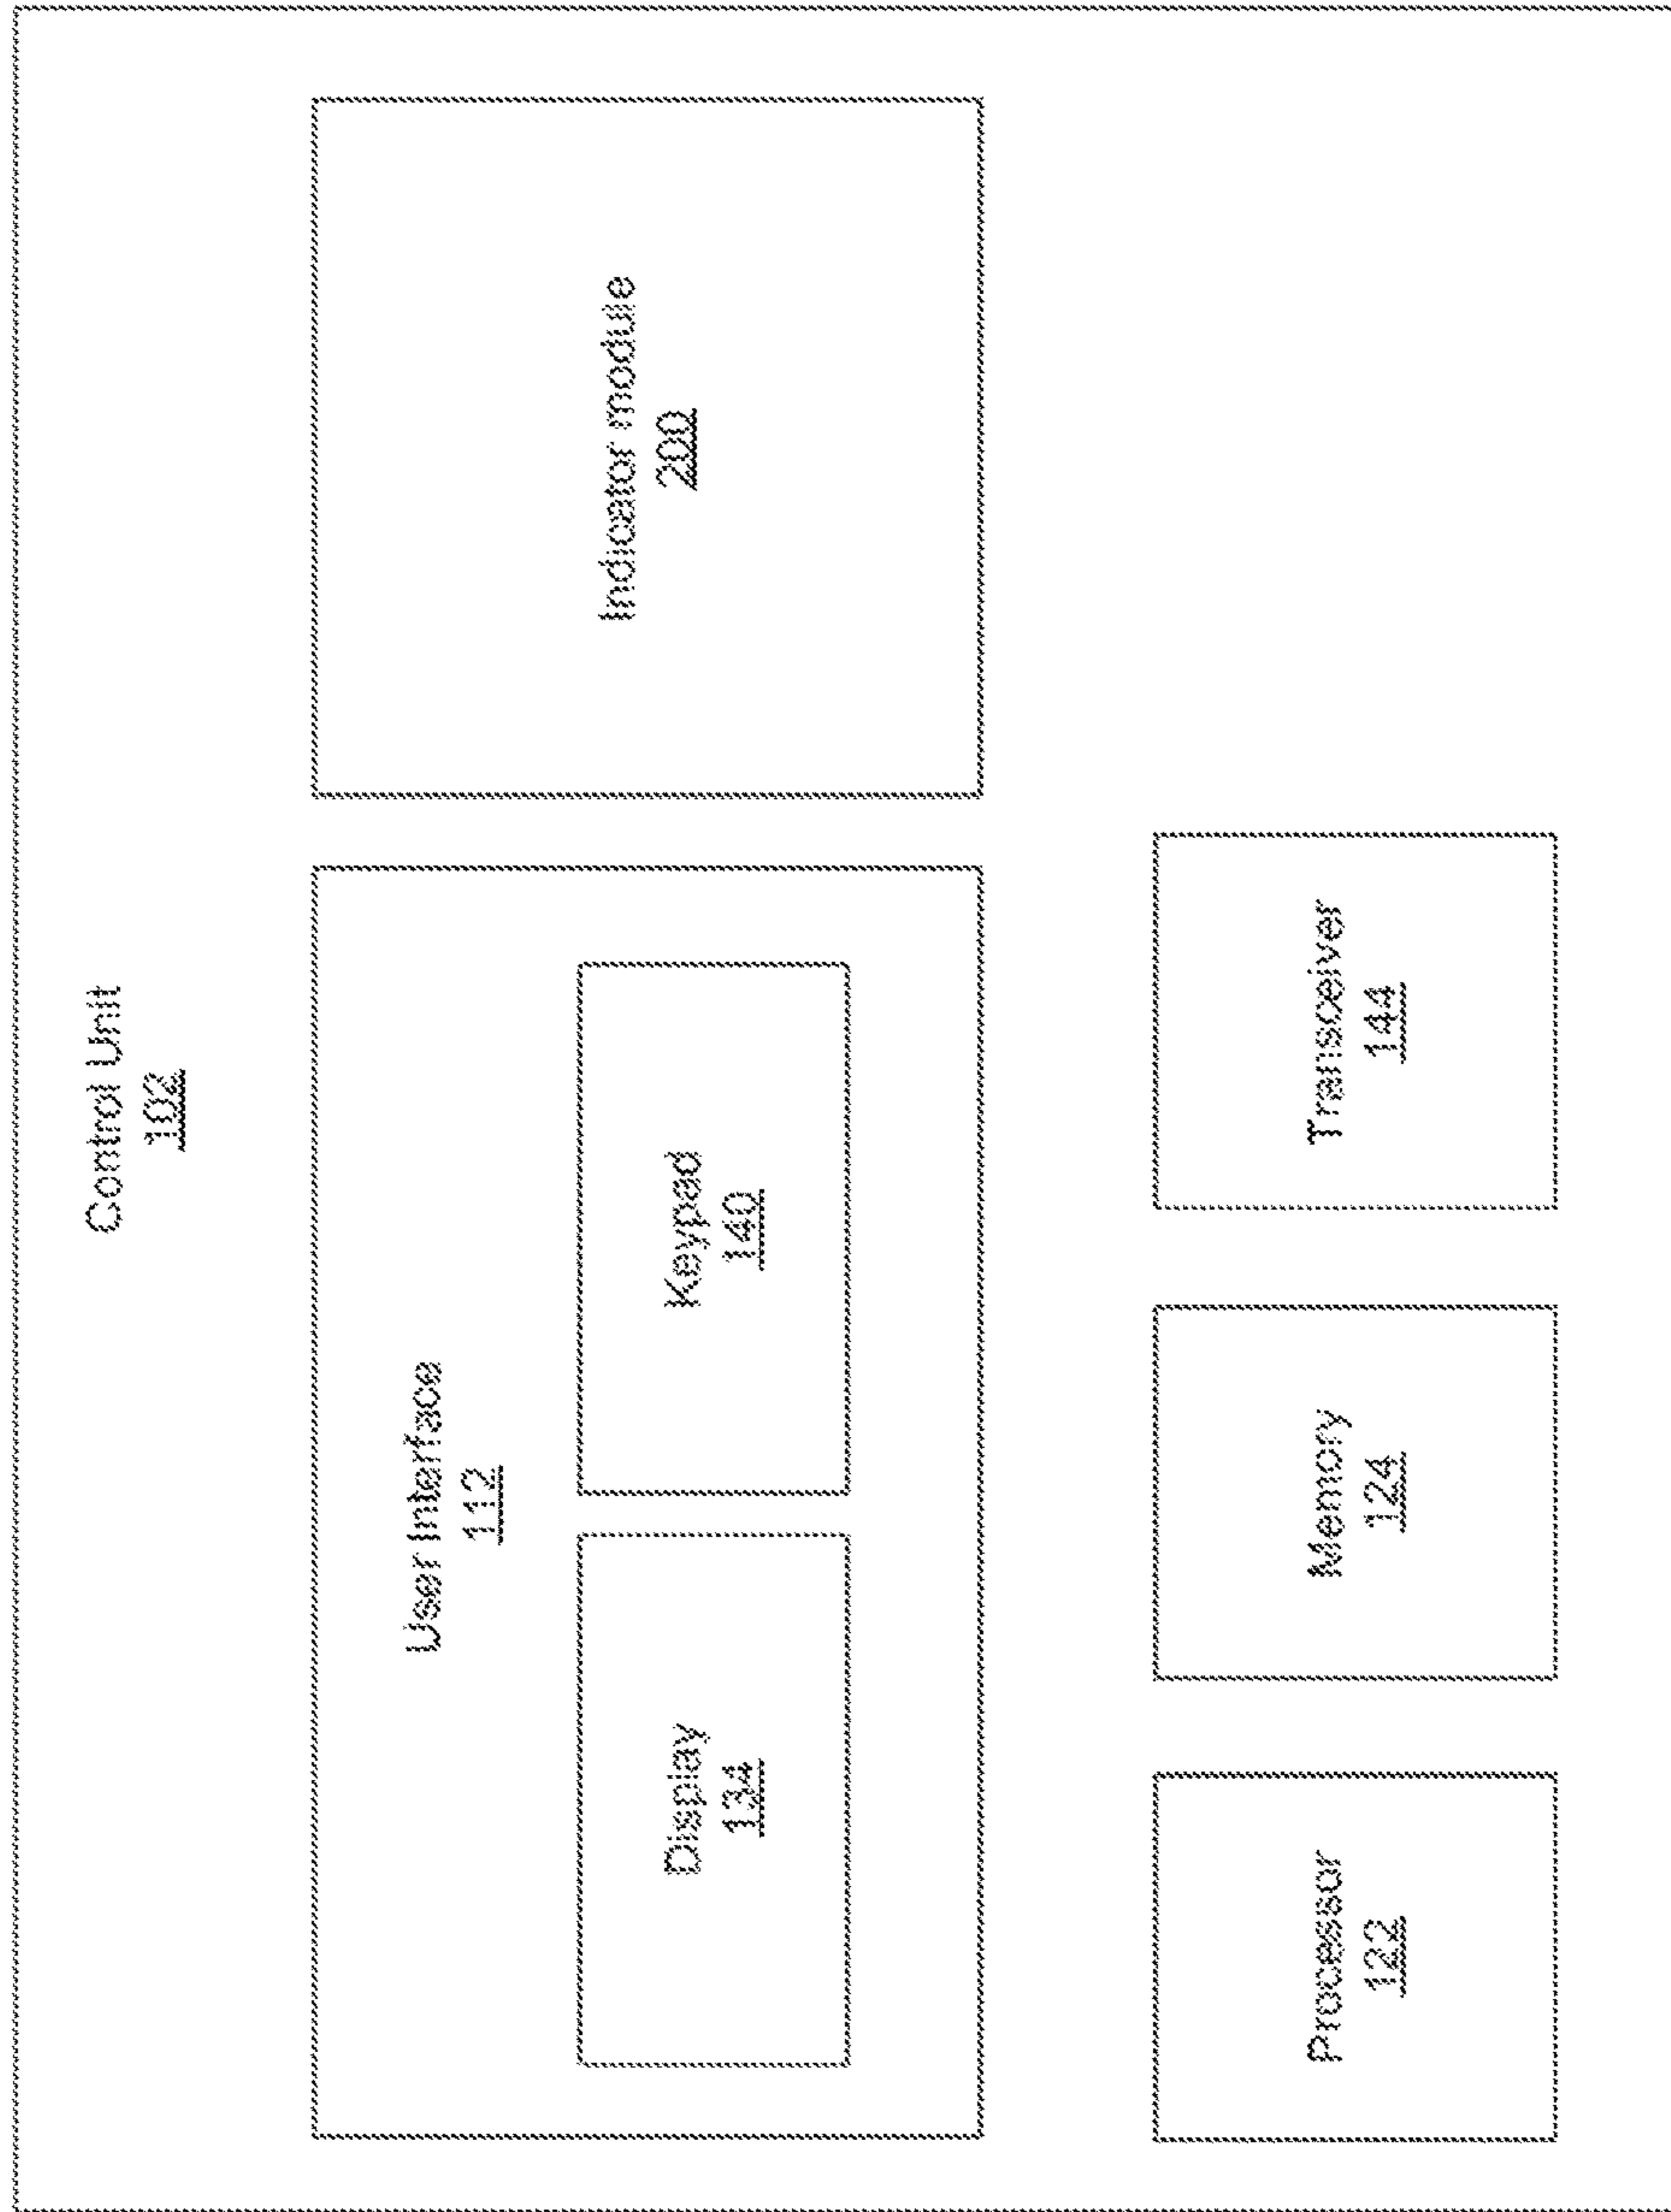 Control Unit
102
User Interface
112
Display
134
Keypad
140
Indicator module
200
Processor
122
Memory
124
Transceiver
144